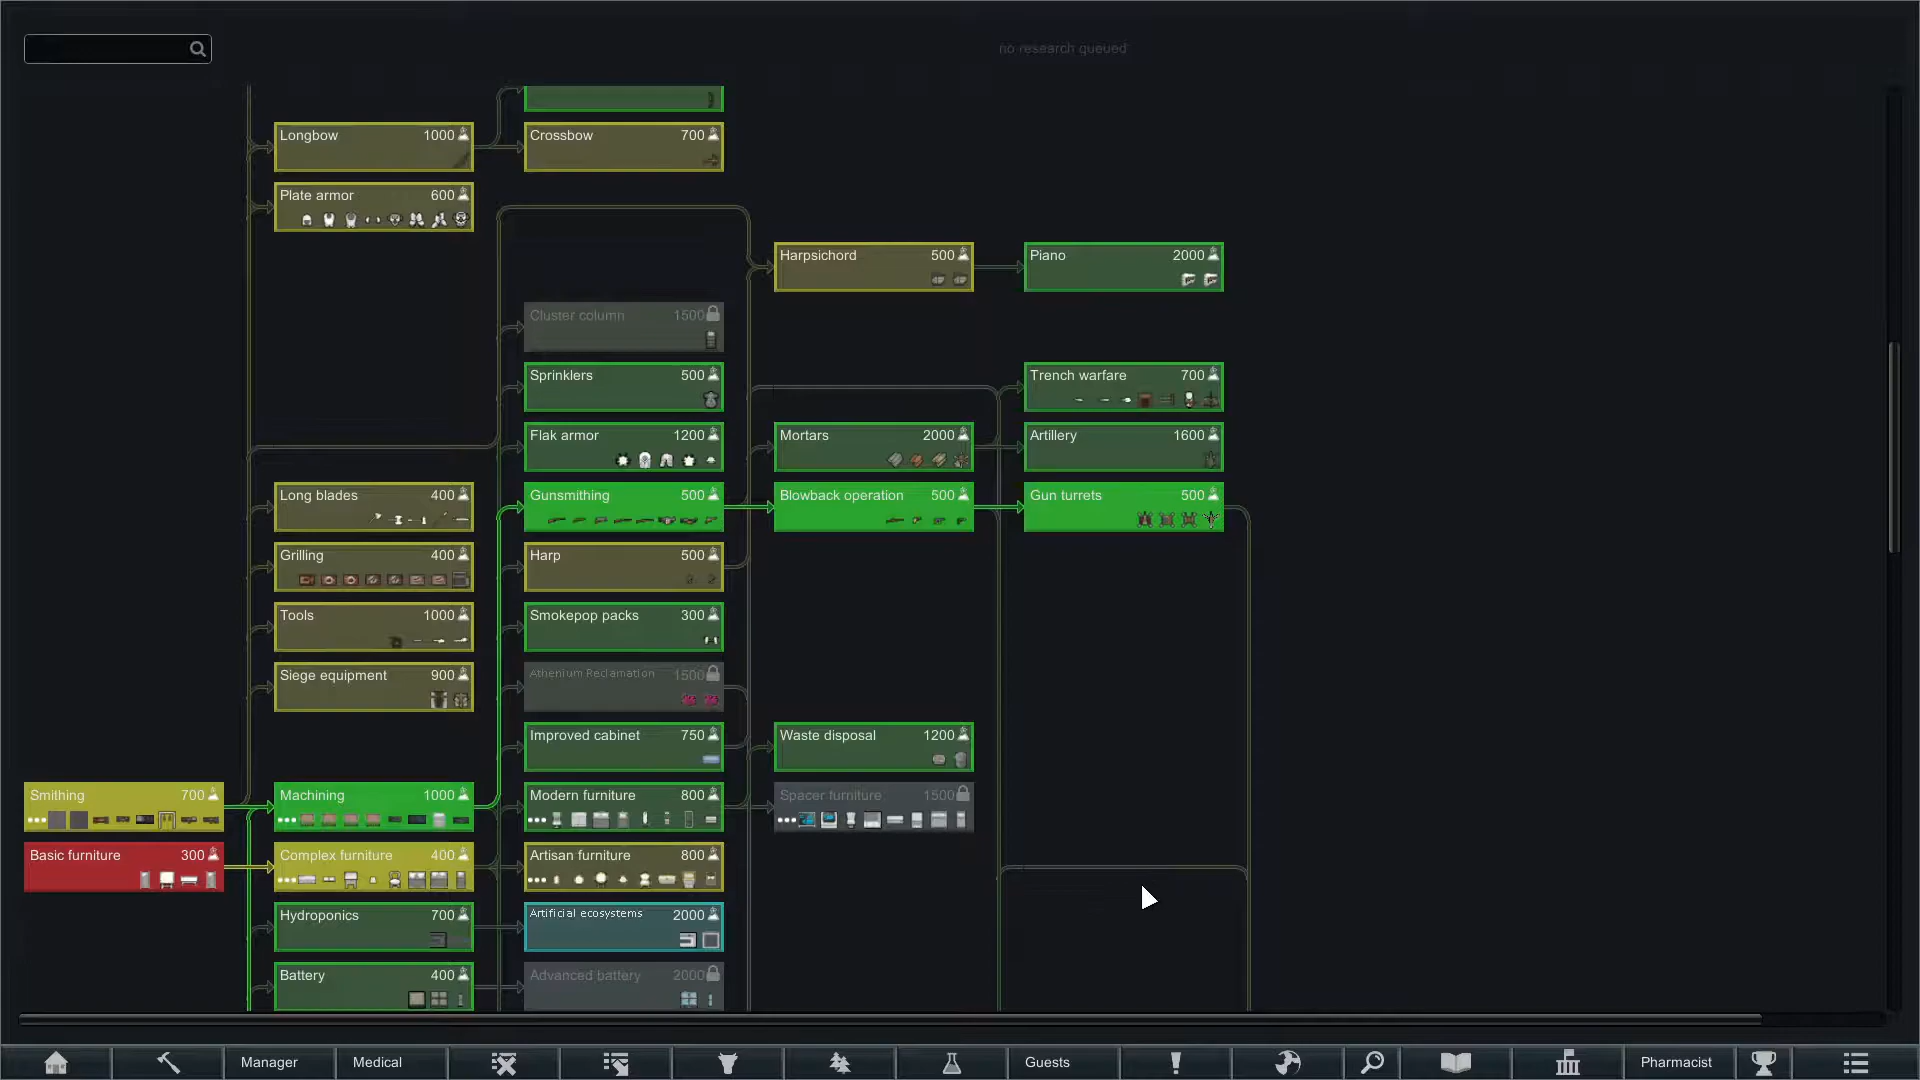 no research queued
Longbow 1000
Crossbow 700
Plate armor 600
Harpsichord 500
Piano 2000
Cluster column 1500
Sprinklers 500
Trench warfare 700
Flak armor 1200
Mortars 2000
Artillery 1600
Long blades 400
Gunsmithing 500
Blowback operation 500
Gun turrets 500
Grilling 400
Harp 500
Tools 1000
Smokepop packs 300
Siege equipment 900
Athenium Reclamation 1500
Improved cabinet 750
Waste disposal 1200
Smithing 700
Machining 1000
Modern furniture 800
Spacer furniture 1500
Basic furniture 300
Complex furniture 400
Artisan furniture 800
Hydroponics 700
Artificial ecosystems 2000
Battery 400
Advanced battery 2000
Manager Medical Guests Pharmacist